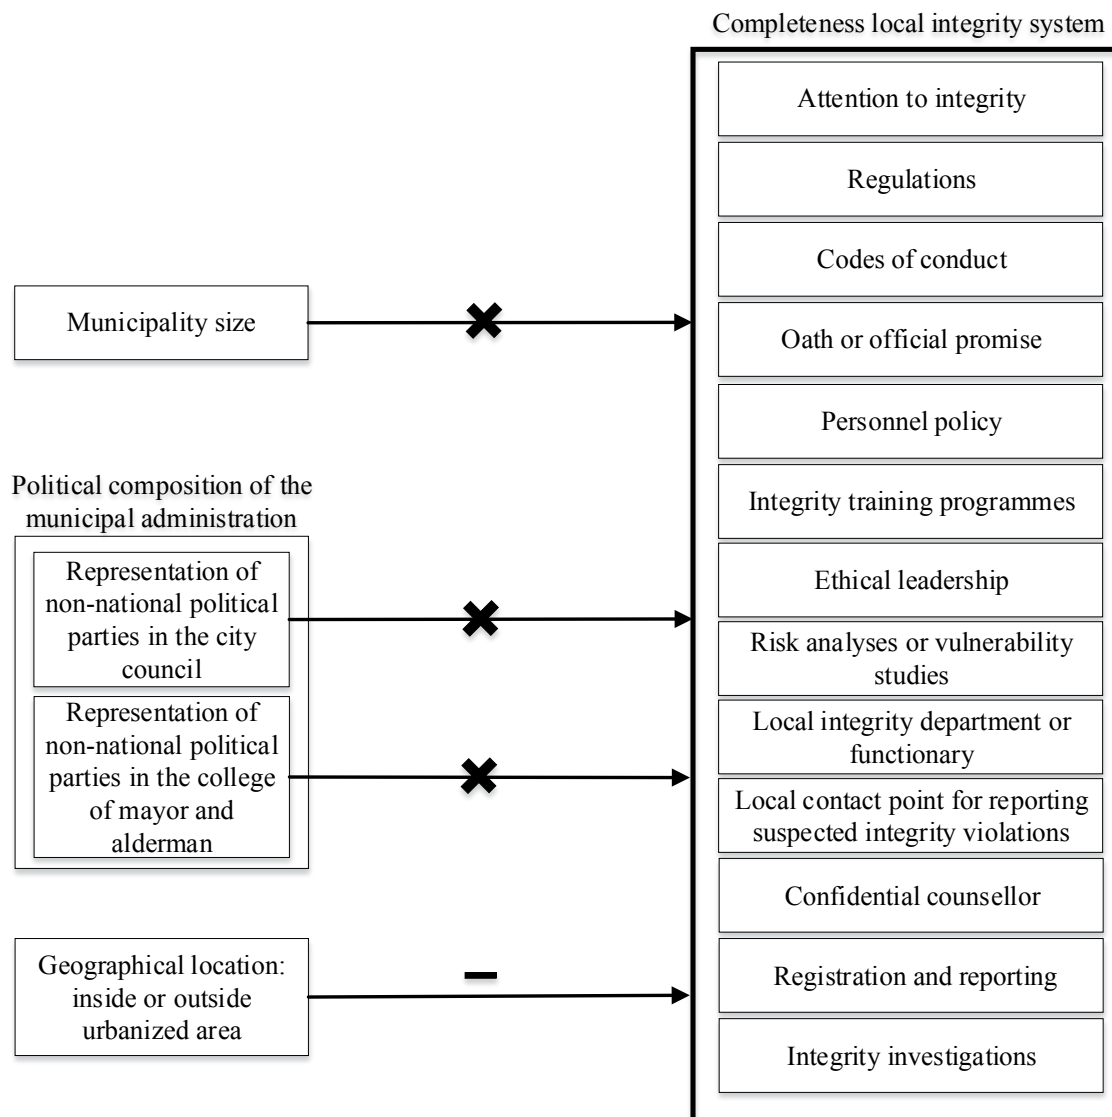 Completeness local integrity system
Attention to integrity
Regulations
Codes of conduct
Municipality size
Oath or official promise
Personnel policy
Political composition of the
municipal administration
Integrity training programmes
Representation of
non-national political
parties in the city
council
Ethical leadership
Risk analyses or vulnerability
studies
Representation of
non-national political
parties in the college
of mayor and
alderman
Local integrity department or
functionary
Local contact point for reporting
suspected integrity violations
Confidential counsellor
Geographical location:
inside or outside
urbanized area
Registration and reporting
Integrity investigations